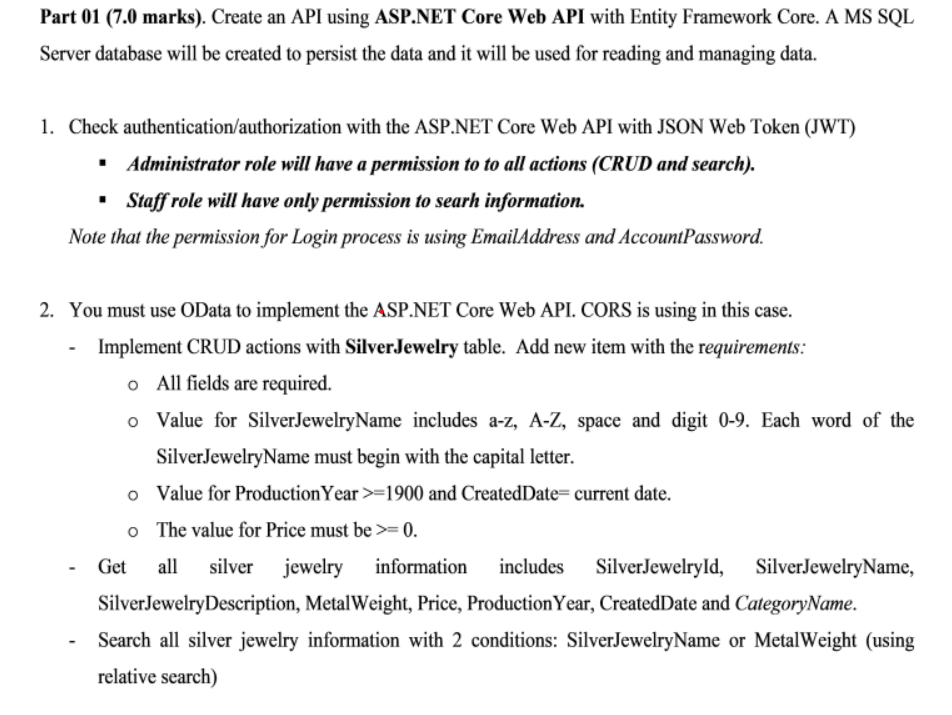 Part 01 (7.0 marks). Create an API using ASP.NET Core Web API with Entity Framework Core. A MS SQL
Server database will be created to persist the data and it will be used for reading and managing data.
1. Check authentication/authorization with the ASP.NET Core Web API with JSON Web Token (JWT)
▪ Administrator role will have a permission to to all actions (CRUD and search).
▪ Staff role will have only permission to searh information.
Note that the permission for Login process is using EmailAddress and AccountPassword.
2. You must use OData to implement the ASP.NET Core Web API. CORS is using in this case.
- Implement CRUD actions with SilverJewelry table. Add new item with the requirements:
o All fields are required.
o Value for SilverJewelryName includes a-z, A-Z, space and digit 0-9. Each word of the
SilverJewelryName must begin with the capital letter.
o Value for ProductionYear >=1900 and CreatedDate= current date.
o The value for Price must be >= 0.
- Get all silver jewelry information includes SilverJewelryId, SilverJewelryName,
SilverJewelryDescription, MetalWeight, Price, ProductionYear, CreatedDate and CategoryName.
- Search all silver jewelry information with 2 conditions: SilverJewelryName or MetalWeight (using
relative search)